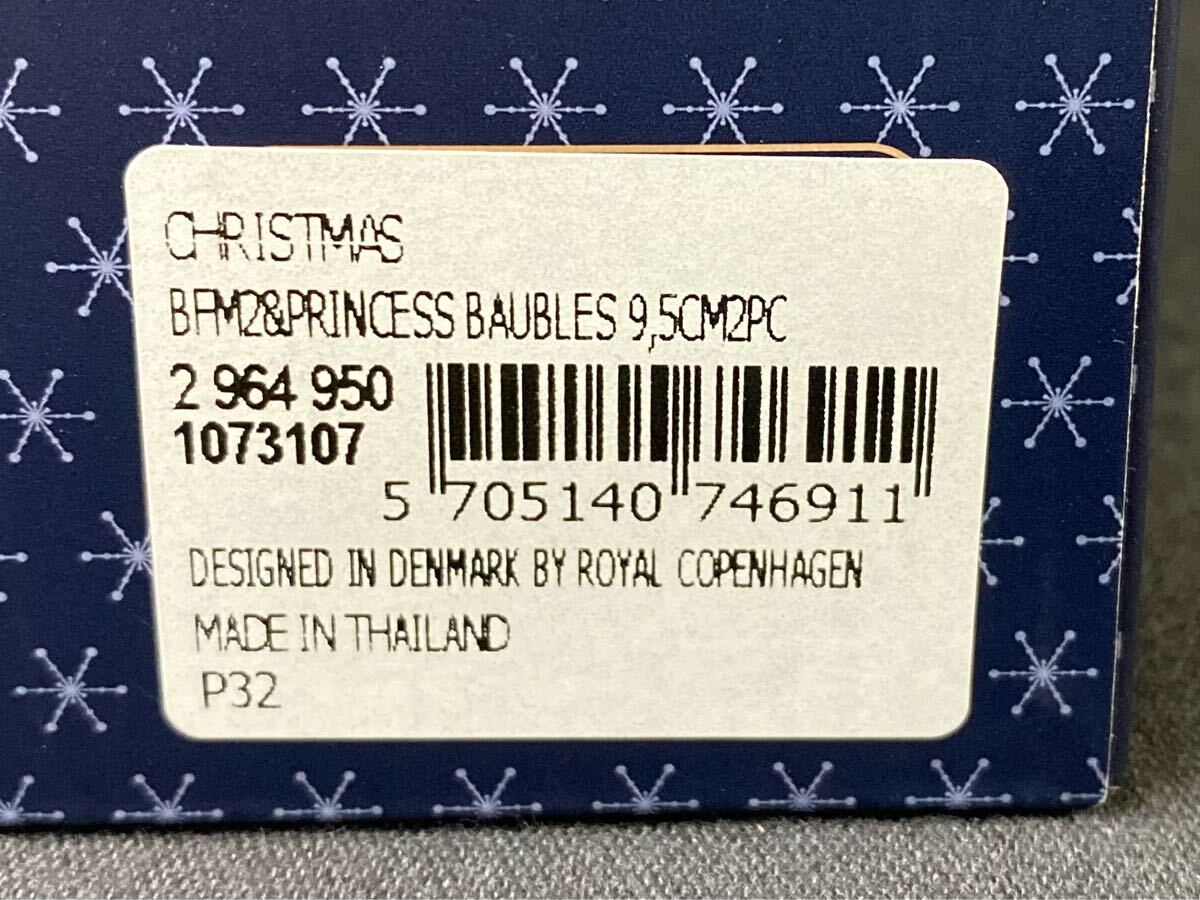 CHRISTMAS
BFM2&PRINCESS BAUBLES 9,5CM2PC
2 964 950
1073107
5 705140 746911
DESIGNED IN DENMARK BY ROYAL COPENHAGEN
MADE IN THAILAND
P32